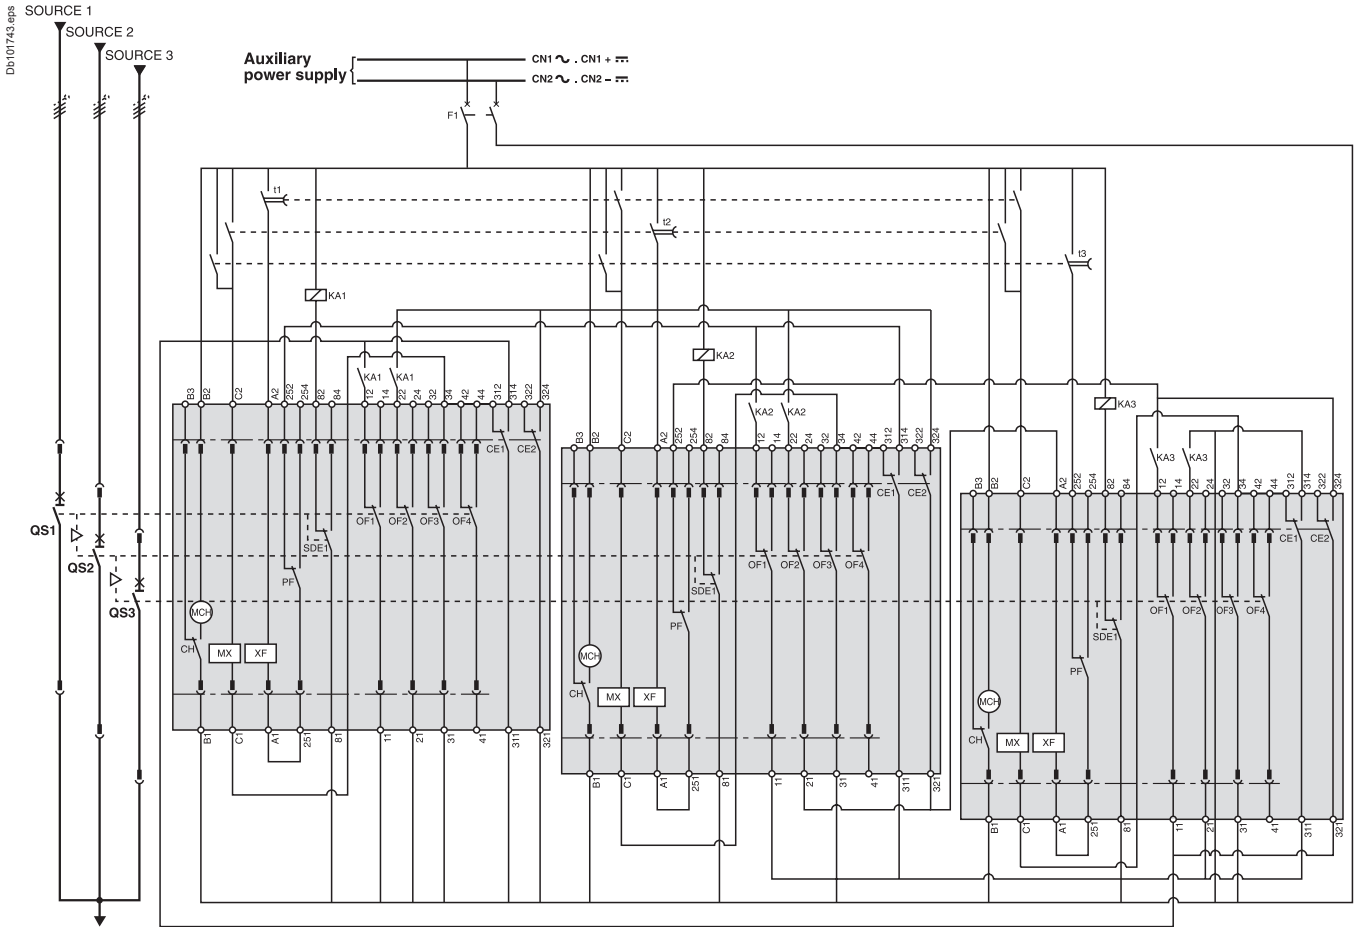 Db101743.eps
SOURCE 1
SOURCE 2
SOURCE 3
Auxiliary
power supply
CN1 ∿ . CN1 + ⎓
CN2 ∿ . CN2 – ⎓
F1
t1
t2
t3
KA1
KA2
KA3
KA1 KA1
KA2 KA2
KA3 KA3
B3 B2 C2 A2 252 254 82 84 12 14 22 24 32 34 42 44 312 314 322 324
B3 B2 C2 A2 252 254 82 84 12 14 22 24 32 34 42 44 312 314 322 324
B3 B2 C2 A2 252 254 82 84 12 14 22 24 32 34 42 44 312 314 322 324
CE1 CE2
CE1 CE2
CE1 CE2
QS1
QS2
QS3
OF1 OF2 OF3 OF4
SDE1
PF
MCH
CH
MX XF
OF1 OF2 OF3 OF4
SDE1
PF
MCH
CH
MX XF
OF1 OF2 OF3 OF4
SDE1
PF
MCH
CH
MX XF
B1 C1 A1 251 81 11 21 31 41 311 321
B1 C1 A1 251 81 11 21 31 41 311 321
B1 C1 A1 251 81 11 21 31 41 311 321